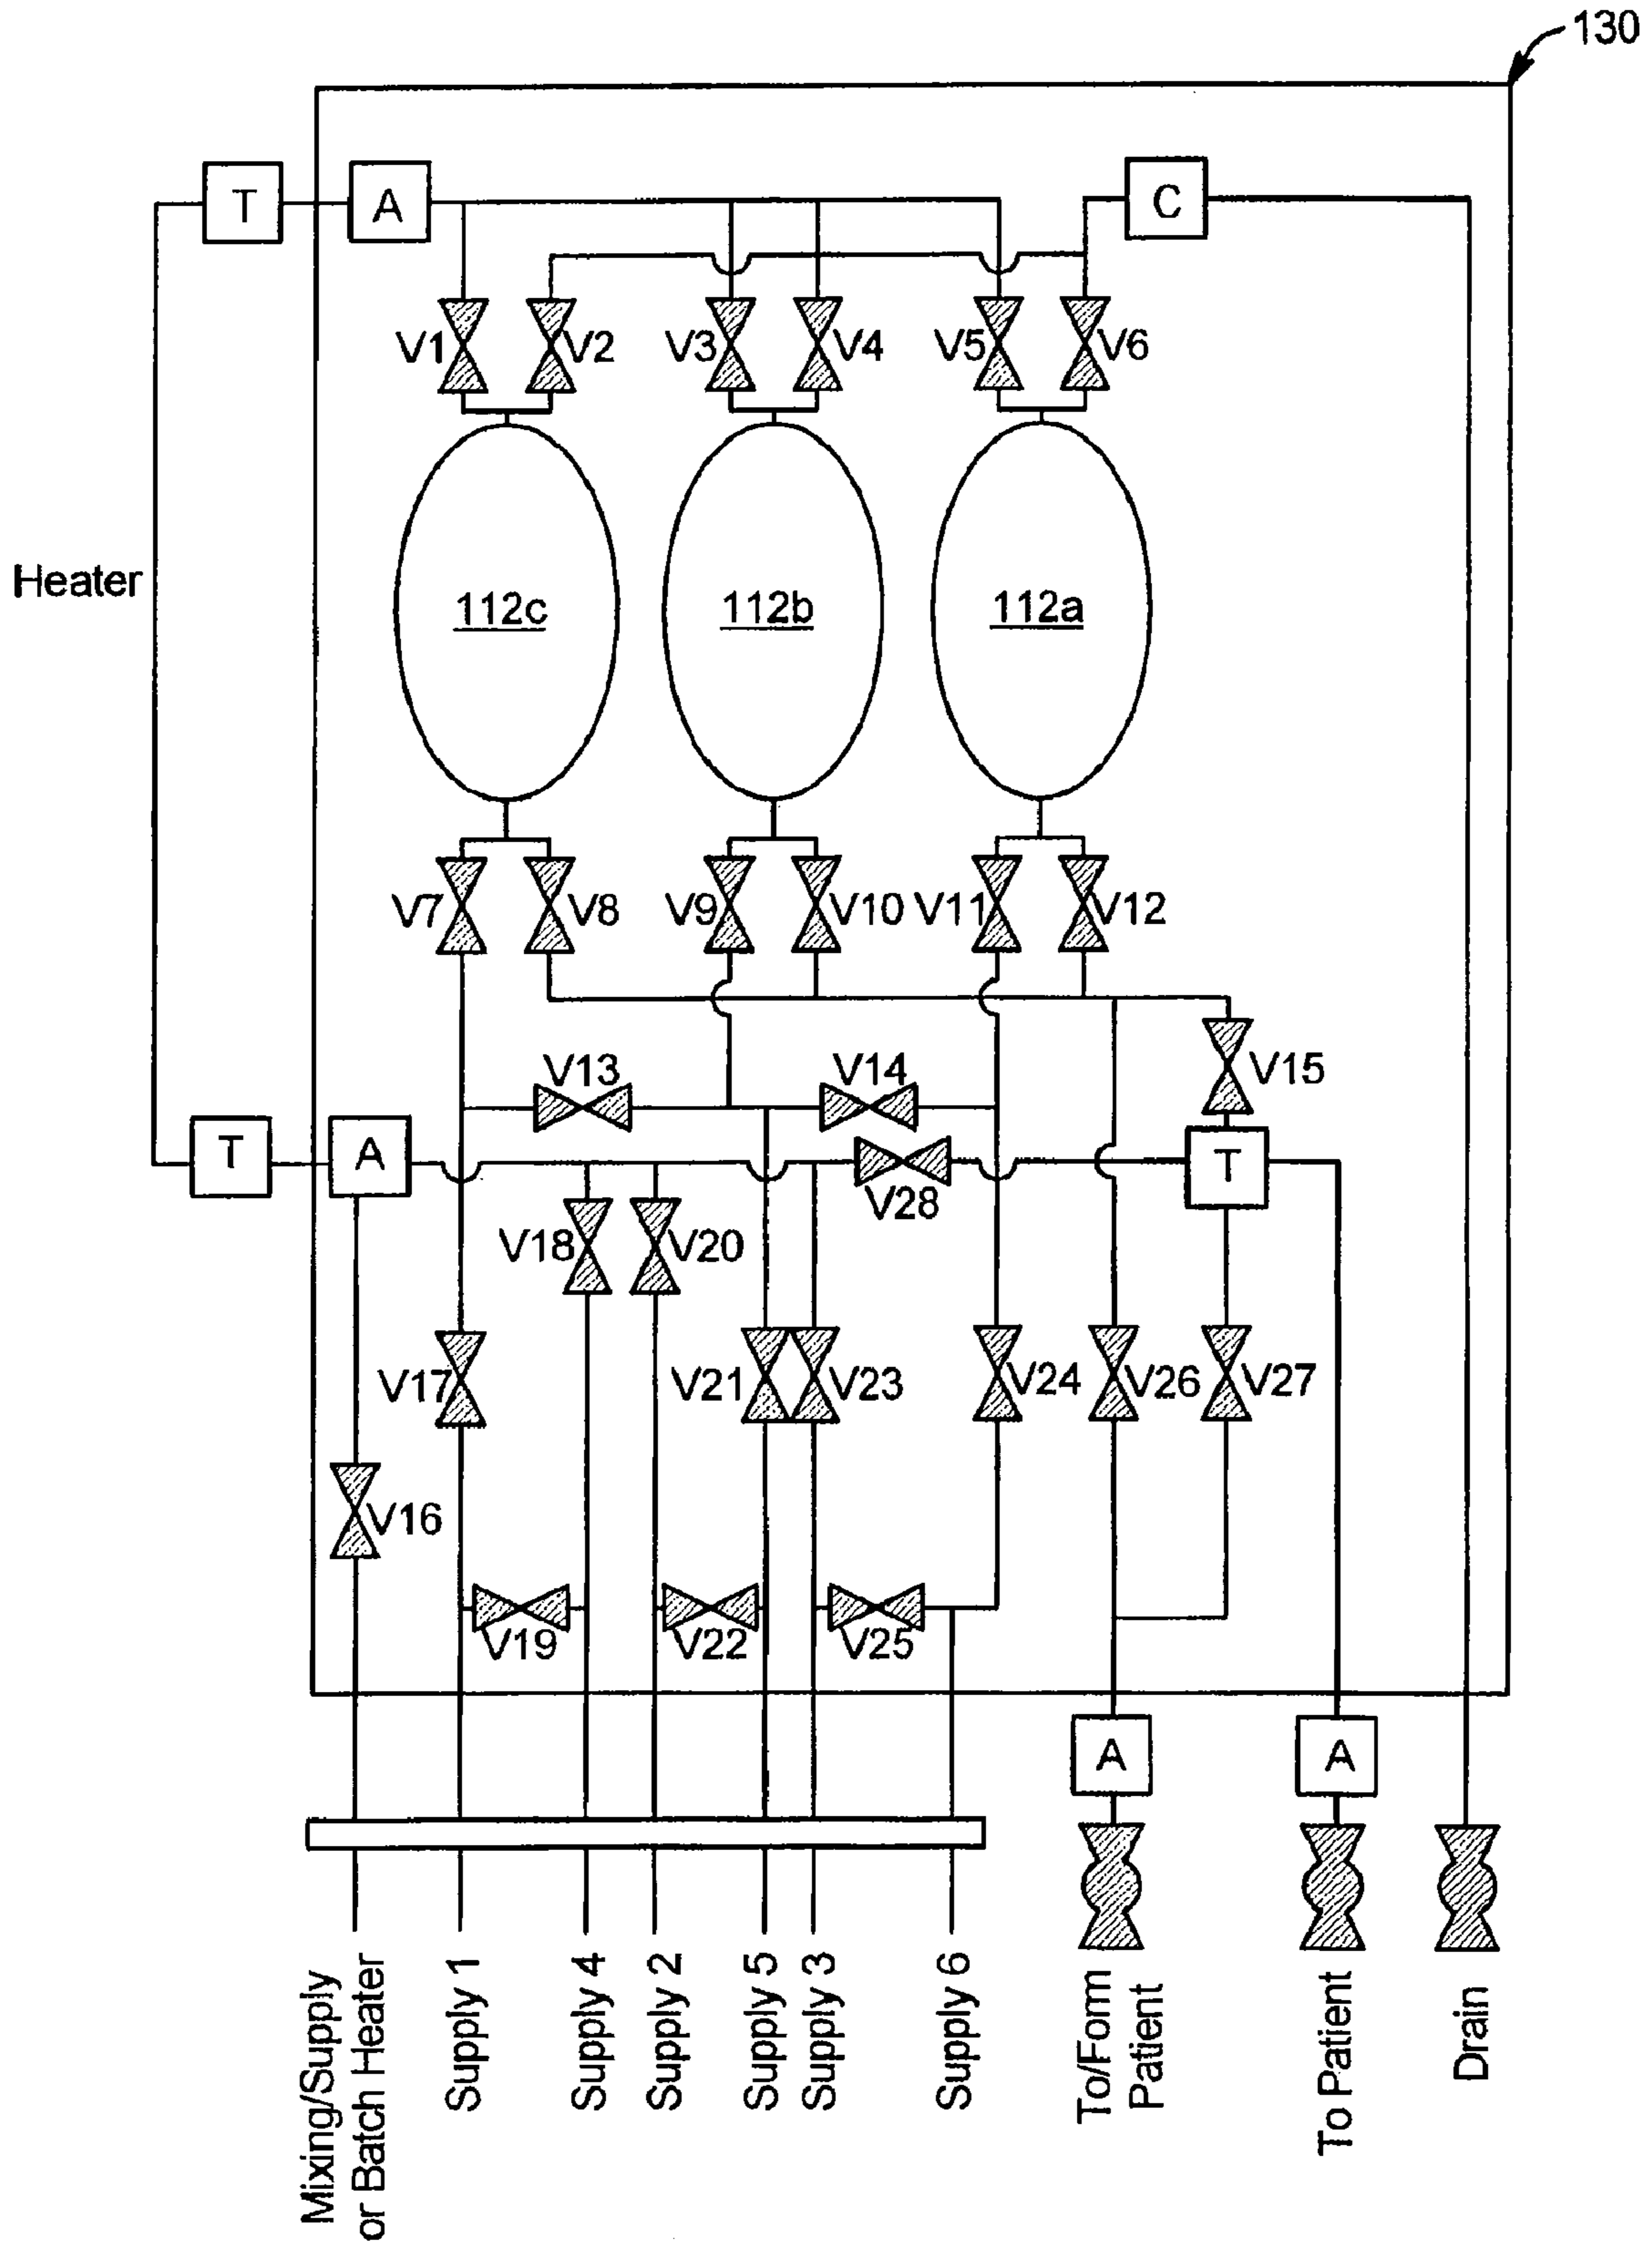 130
T
A
C
V1
V2
V3
V4
V5
V6
Heater
112c
112b
112a
V7
V8
V9
V10
V11
V12
V13
V14
V15
T
A
V28
T
V18
V20
V17
V21
V23
V24
V26
V27
V16
V19
V22
V25
A
A
Mixing/Supply
or Batch Heater
Supply 1
Supply 4
Supply 2
Supply 5
Supply 3
Supply 6
To/Form
Patient
To Patient
Drain